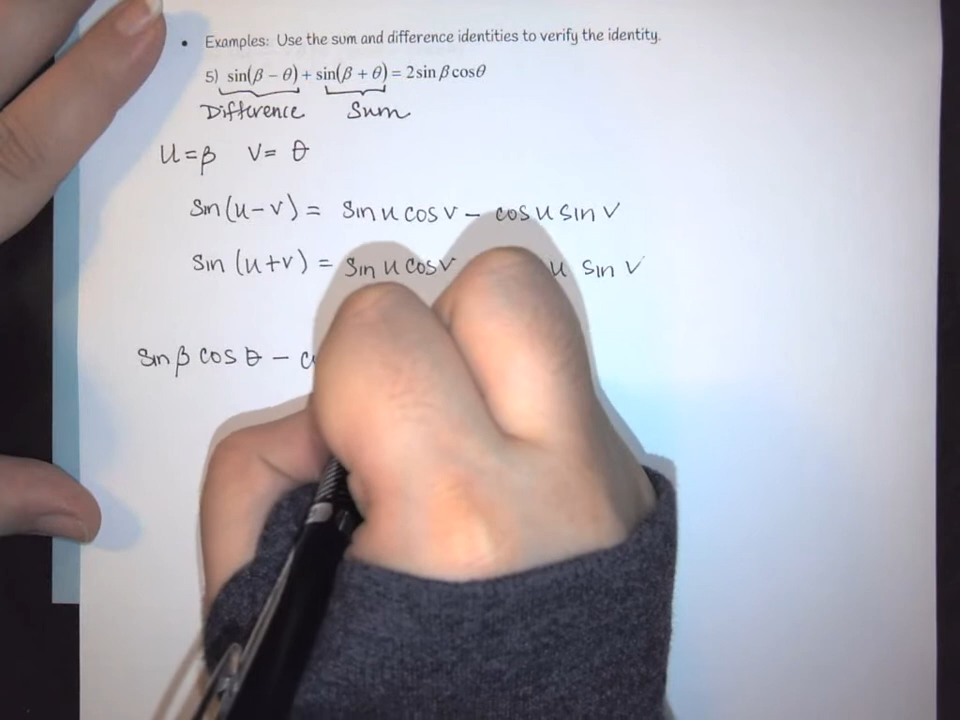 • Examples: Use the sum and difference identities to verify the identity.
5) sin(β − θ) + sin(β + θ) = 2sin β cosθ
Difference Sum
u=β v= θ
sin(u−v) = sin u cos v − cos u sin v
sin (u+v) = sin u cos v u sin v
sin β cos θ −